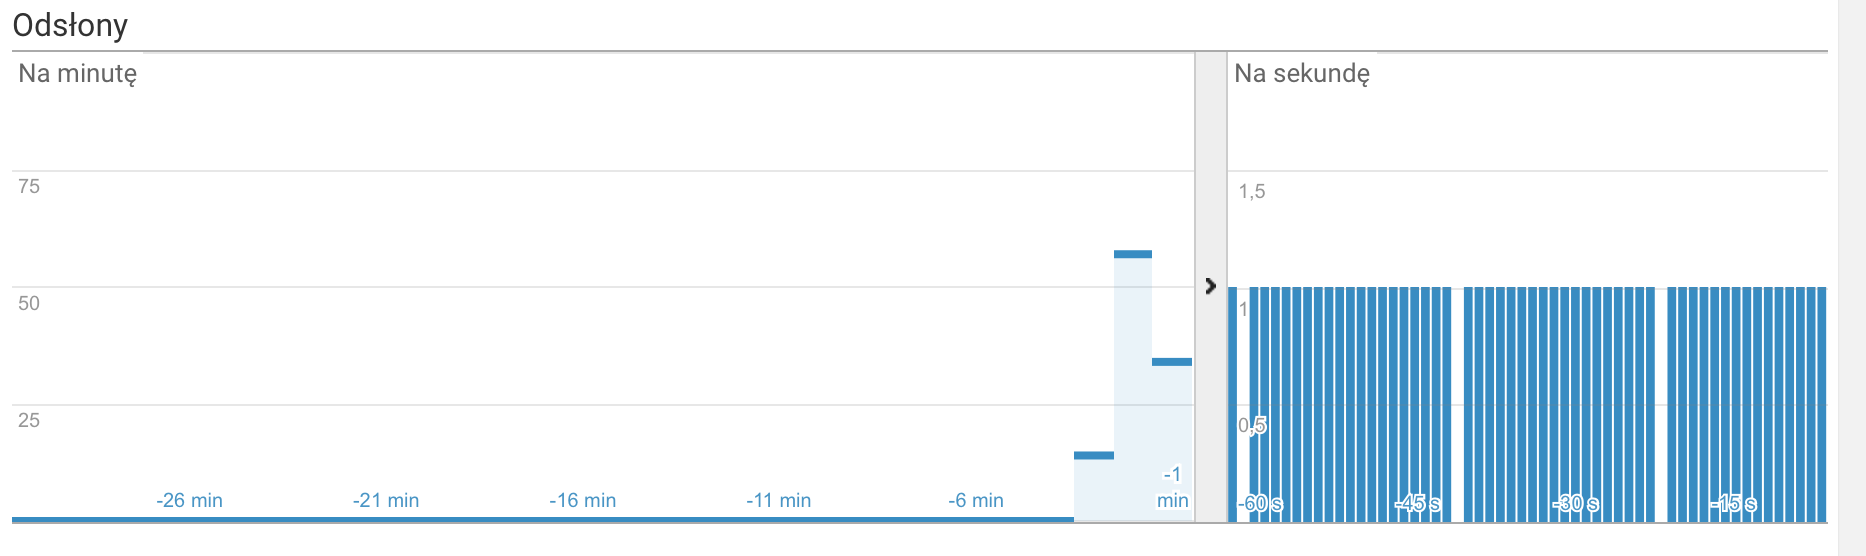 Odsłony
Na minutę
75
50
25
-26 min
-21 min
-16 min
-11 min
-6 min
-1
min
Na sekundę
1,5
1
0,5
-60 s
-45 s
-30 s
-15 s